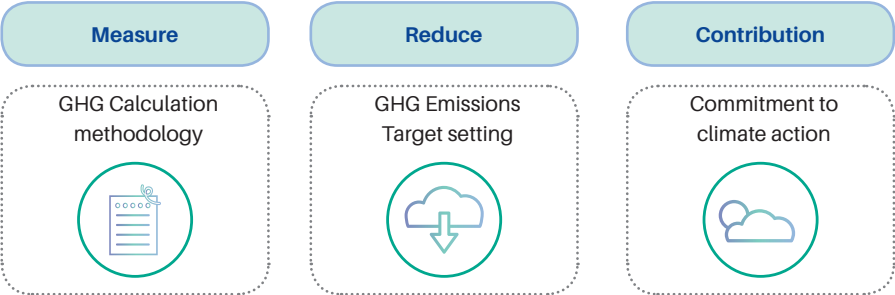 Measure
GHG Calculation
methodology
Reduce
GHG Emissions
Target setting
Contribution
Commitment to
climate action